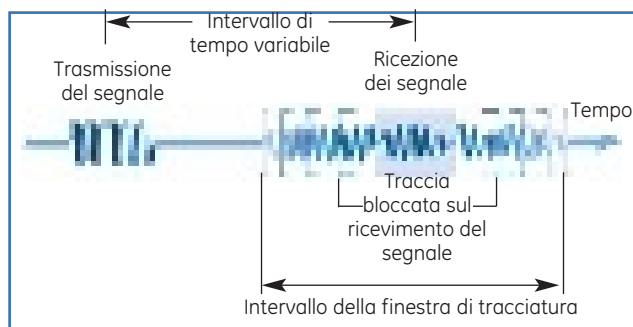 Intervallo di
tempo variabile
Trasmissione
del segnale
Ricezione
dei segnale
Tempo
Traccia
bloccata sul
ricevimento del
segnale
Intervallo della finestra di tracciatura